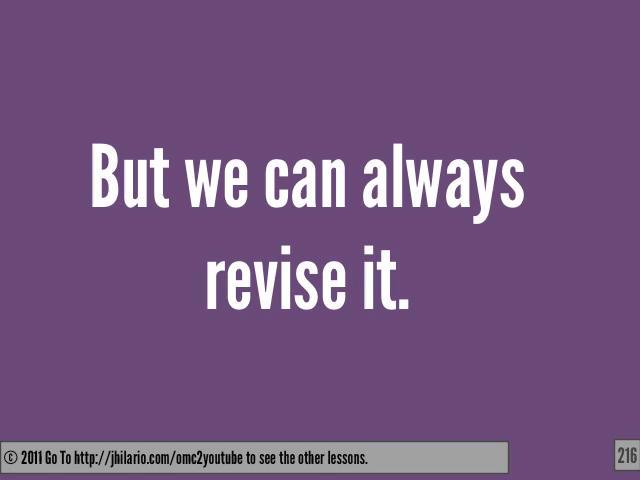 But we can always
revise it.
© 2011 Go To http://jhilario.com/omc2youtube to see the other lessons.
216